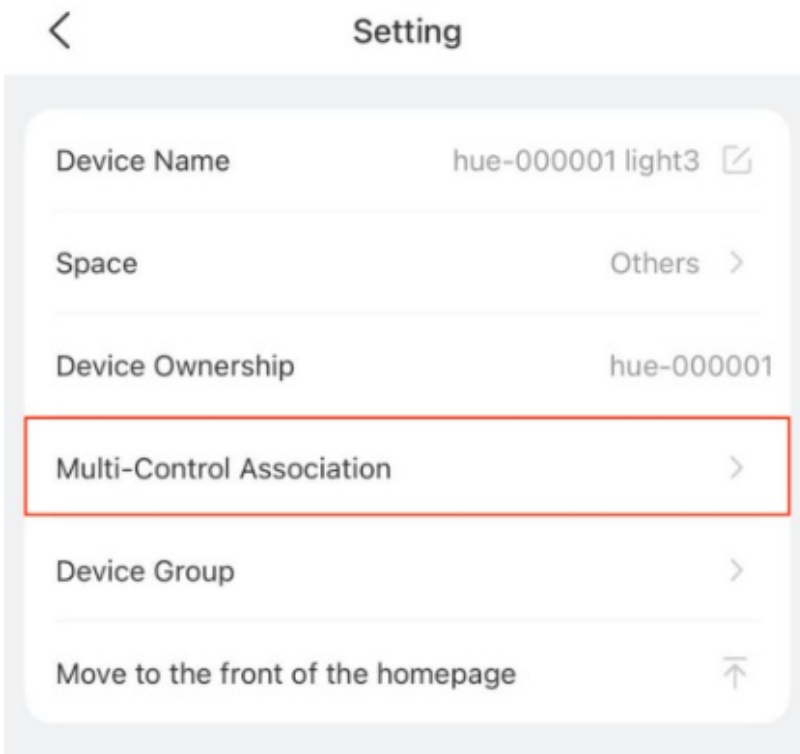 Setting
Device Name hue-000001 light3
Space Others
Device Ownership hue-000001
Multi-Control Association
Device Group
Move to the front of the homepage